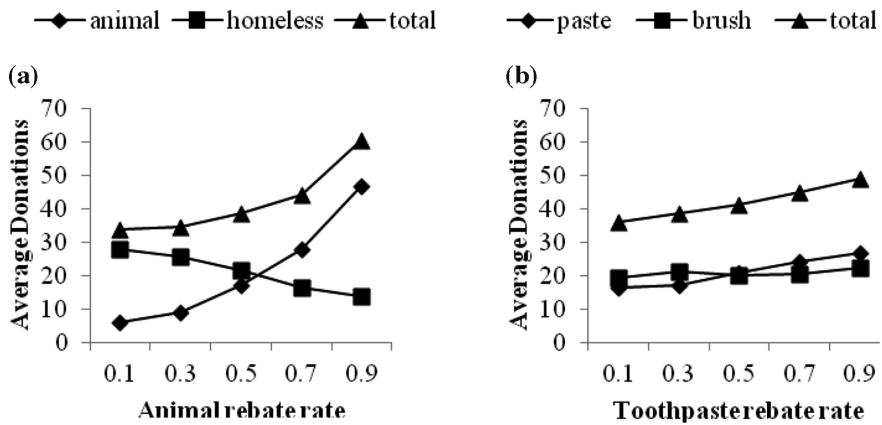 animal homeless total
paste brush total
(a)
70
60
50
40
30
20
10
0
Average Donations
0.1 0.3 0.5 0.7 0.9
Animal rebate rate
(b)
70
60
50
40
30
20
10
0
Average Donations
0.1 0.3 0.5 0.7 0.9
Toothpaste rebate rate